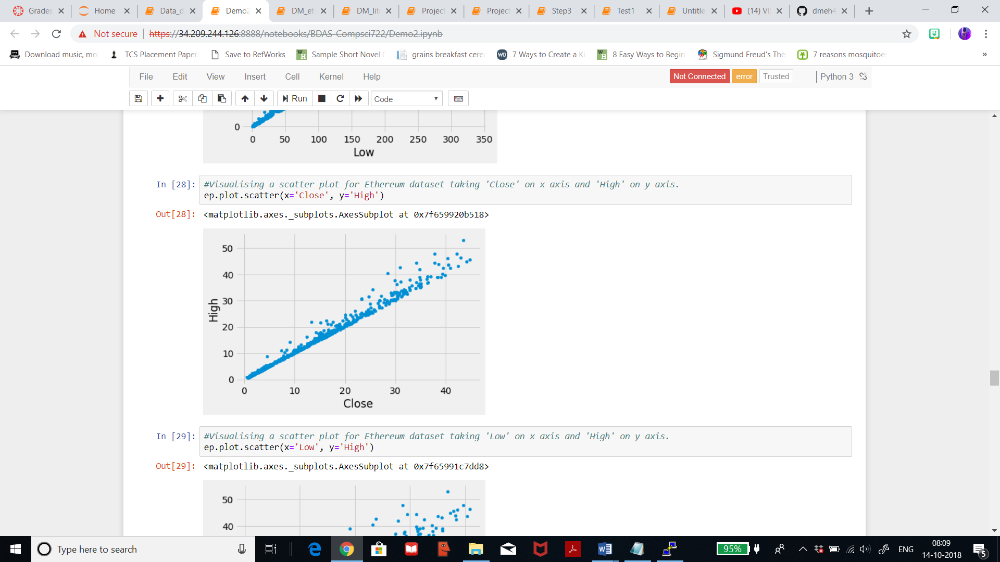 Grades
Home
Data_d
Demo2
DM_et
DM_lit
Project
Project
Step3
Test1
Untitle
(14) VI
dmeh4
Not secure
https://34.209.244.126:8888/notebooks/BDAS-Compsci722/Demo2.ipynb
Download music, mo
TCS Placement Paper
Save to RefWorks
Sample Short Novel
grains breakfast cerea
7 Ways to Create a Ki
8 Easy Ways to Begin
Sigmund Freud's The
7 reasons mosquitoe
»
File Edit View Insert Cell Kernel Help
Not Connected error Trusted Python 3
Run
Code
0
0 50 100 150 200 250 300 350
Low
In [28]: #Visualising a scatter plot for Ethereum dataset taking 'Close' on x axis and 'High' on y axis.
ep.plot.scatter(x='Close', y='High')
Out[28]: <matplotlib.axes._subplots.AxesSubplot at 0x7f659920b518>
50
40
30
20
10
0
High
0 10 20 30 40
Close
In [29]: #Visualising a scatter plot for Ethereum dataset taking 'Low' on x axis and 'High' on y axis.
ep.plot.scatter(x='Low', y='High')
Out[29]: <matplotlib.axes._subplots.AxesSubplot at 0x7f65991c7dd8>
50
40
Type here to search
95%
ENG
08:09
14-10-2018
5